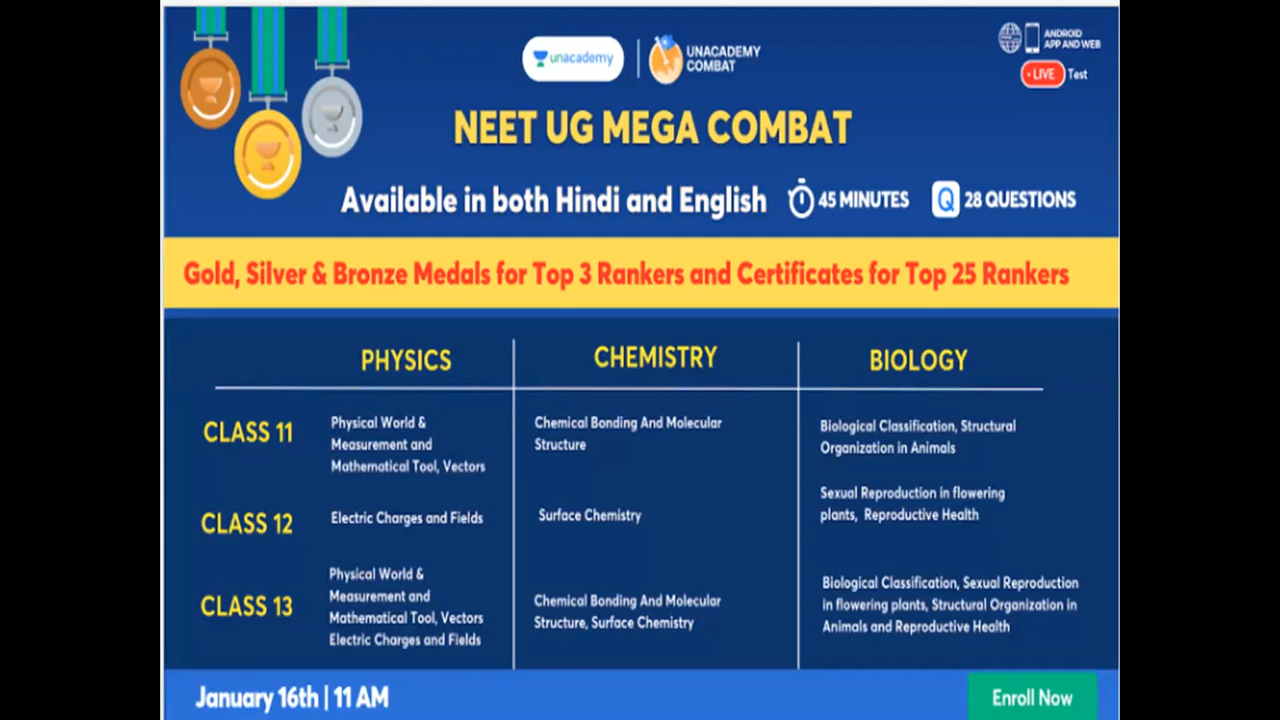 unacademy
UNACADEMY
COMBAT
ANDROID
APP AND WEB
LIVE Test
NEET UG MEGA COMBAT
Available in both Hindi and English 45 MINUTES Q 28 QUESTIONS
Gold, Silver & Bronze Medals for Top 3 Rankers and Certificates for Top 25 Rankers
PHYSICS CHEMISTRY BIOLOGY
CLASS 11
Physical World &
Measurement and
Mathematical Tool, Vectors
Chemical Bonding And Molecular
Structure
Biological Classification, Structural
Organization in Animals
CLASS 12
Electric Charges and Fields
Surface Chemistry
Sexual Reproduction in flowering
plants, Reproductive Health
CLASS 13
Physical World &
Measurement and
Mathematical Tool, Vectors
Electric Charges and Fields
Chemical Bonding And Molecular
Structure, Surface Chemistry
Biological Classification, Sexual Reproduction
in flowering plants, Structural Organization in
Animals and Reproductive Health
January 16th | 11 AM
Enroll Now